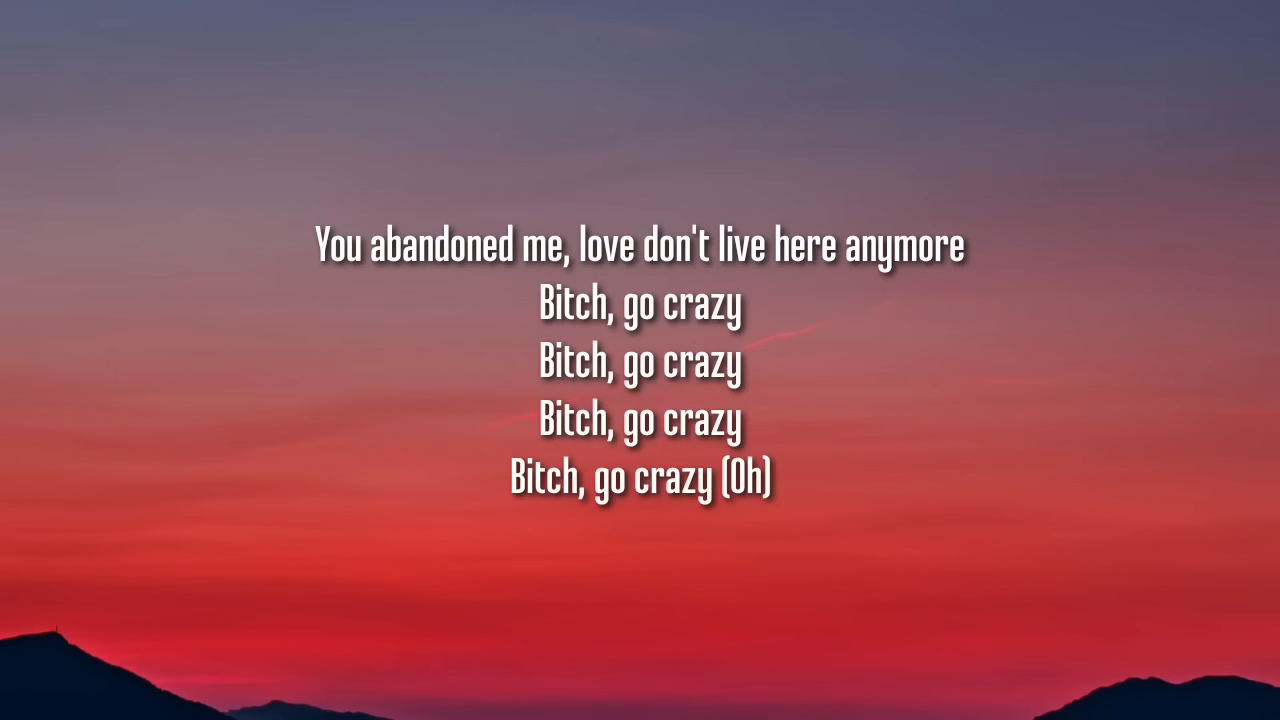 You abandoned me, love don't live here anymore
Bitch, go crazy
Bitch, go crazy
Bitch, go crazy
Bitch, go crazy (Oh)